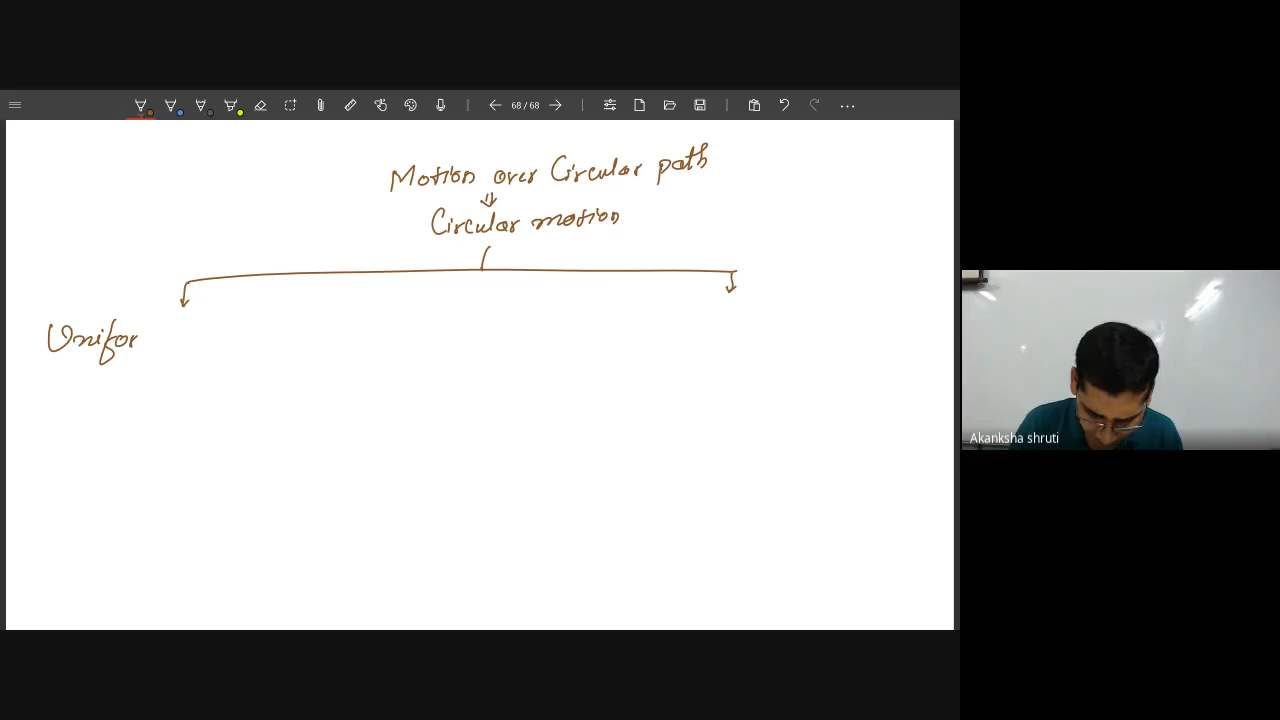 68 / 68
Motion over Circular path
Circular motion
Unifor
Akanksha shruti